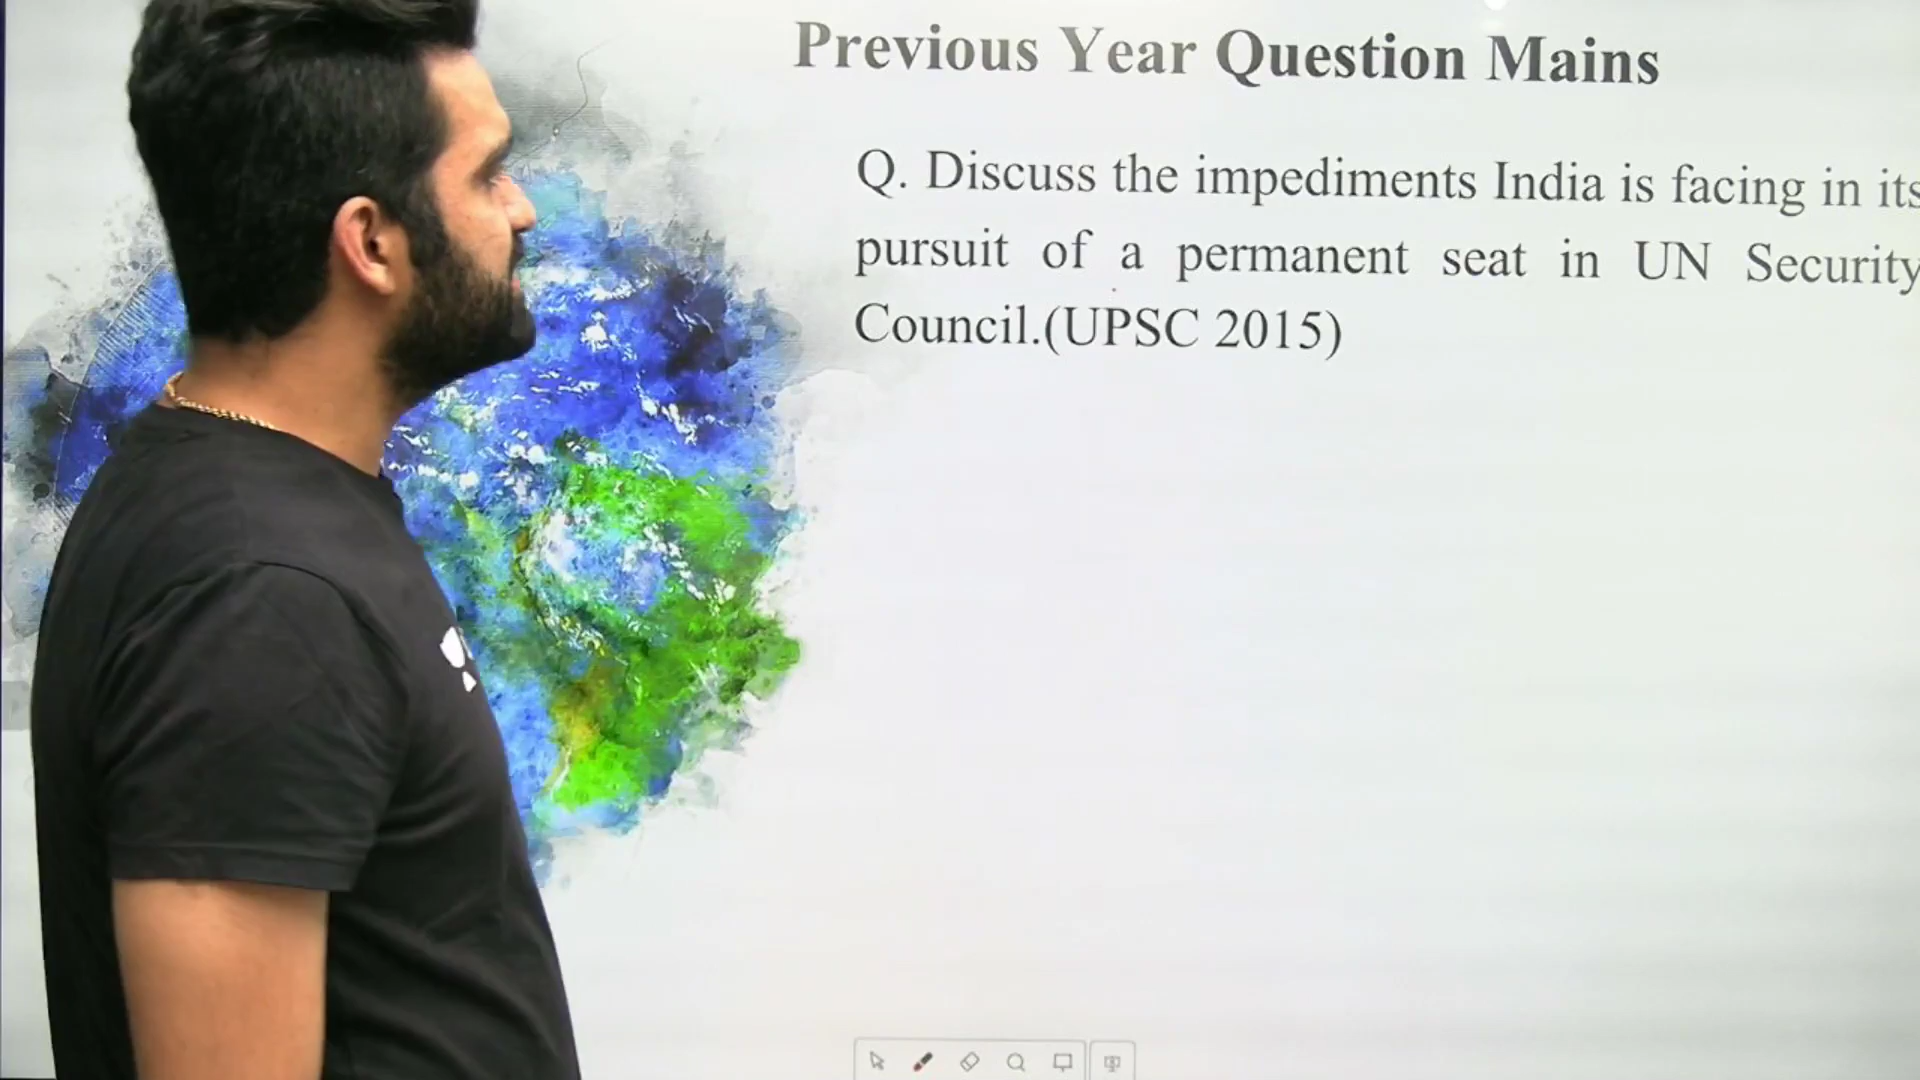 Previous Year Question Mains
Q. Discuss the impediments India is facing in its
pursuit of a permanent seat in UN Security
Council.(UPSC 2015)